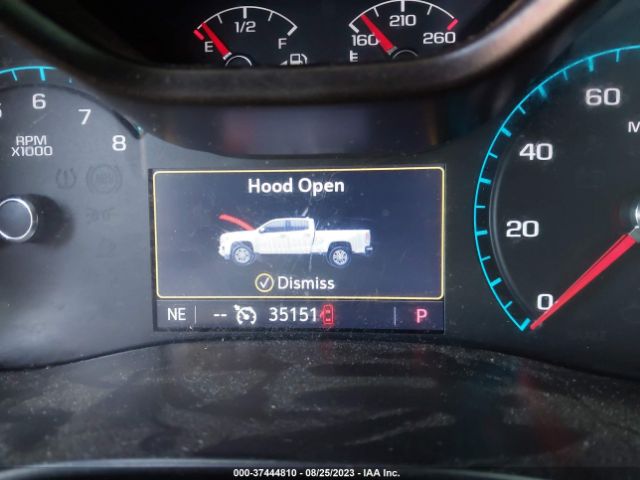 E 1/2 F
160 210 260
6 7 8
RPM
X1000
60
40
20
0
Hood Open
Dismiss
NE -- 35151 P
000-37444810 - 08/25/2023 - IAA Inc.